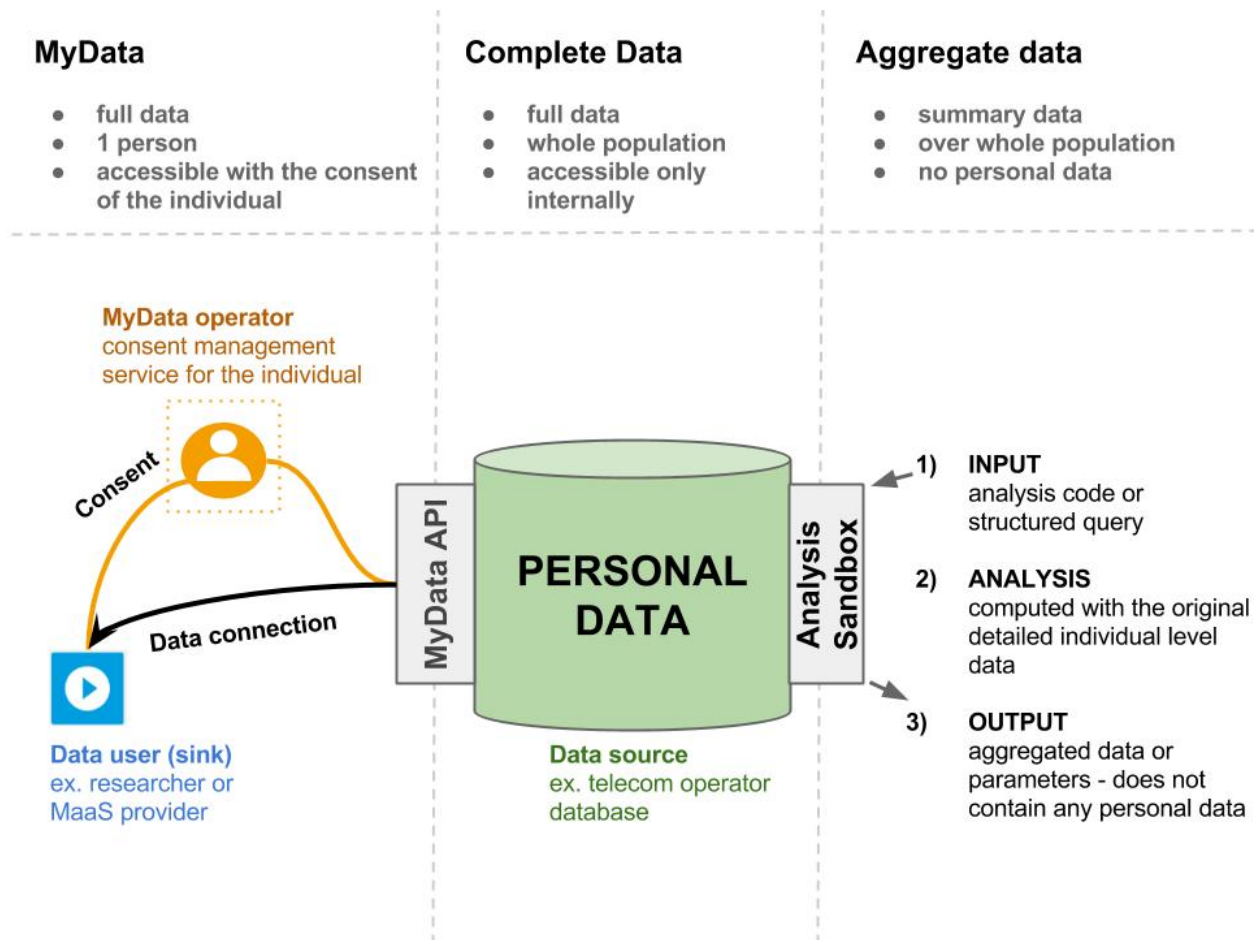 MyData
● full data
● 1 person
● accessible with the consent
of the individual
Complete Data
● full data
● whole population
● accessible only
internally
Aggregate data
● summary data
● over whole population
● no personal data
MyData operator
consent management
service for the individual
Consent
Data connection
Data user (sink)
ex. researcher or
MaaS provider
MyData API
PERSONAL
DATA
Data source
ex. telecom operator
database
Analysis
Sandbox
1) INPUT
analysis code or
structured query
2) ANALYSIS
computed with the original
detailed individual level
data
3) OUTPUT
aggregated data or
parameters - does not
contain any personal data